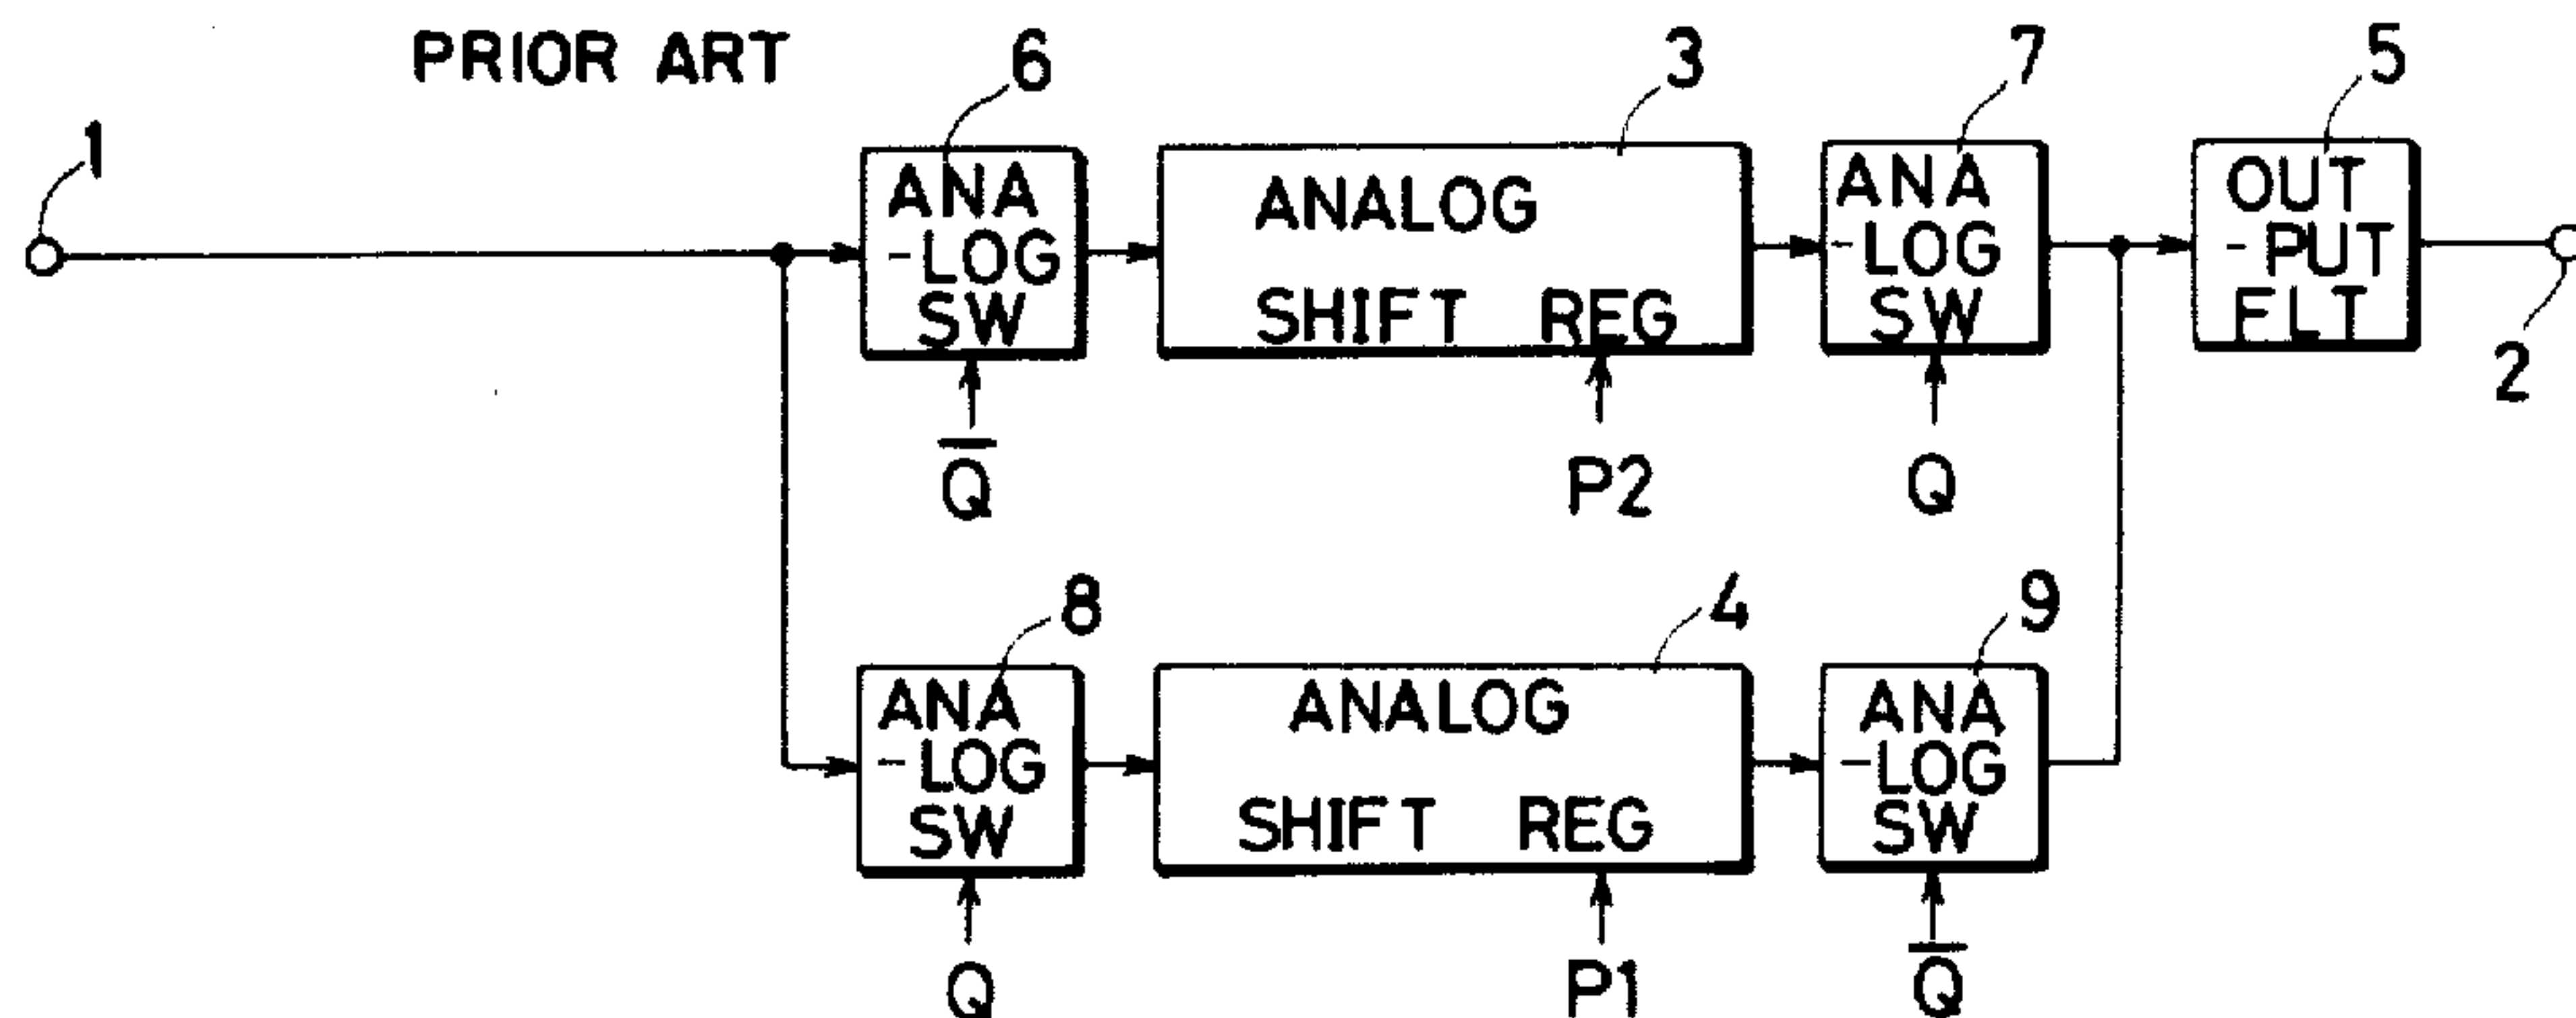 PRIOR ART
1
6
3
7
5
ANA
-LOG
SW
ANALOG
SHIFT REG
ANA
-LOG
SW
OUT
-PUT
FLT
2
Q̅
P2
Q
8
4
9
ANA
-LOG
SW
ANALOG
SHIFT REG
ANA
-LOG
SW
Q
P1
Q̅